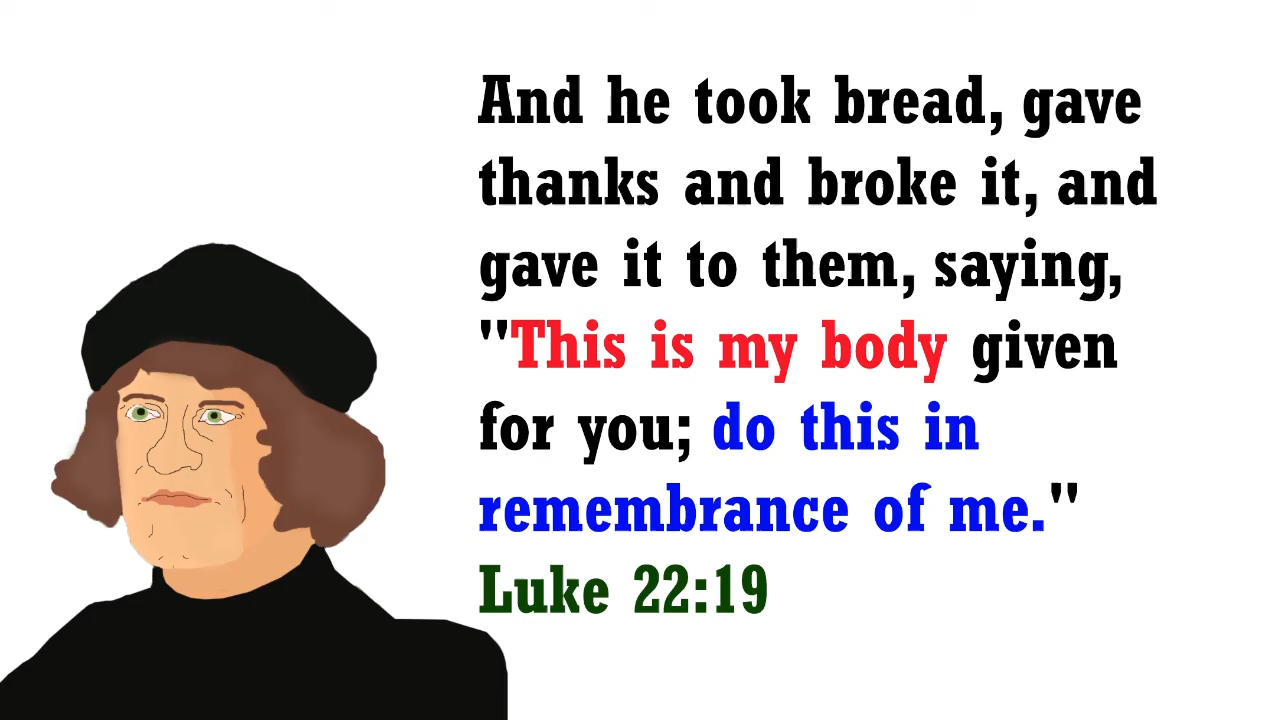 And he took bread, gave
thanks and broke it, and
gave it to them, saying,
"This is my body given
for you; do this in
remembrance of me."
Luke 22:19